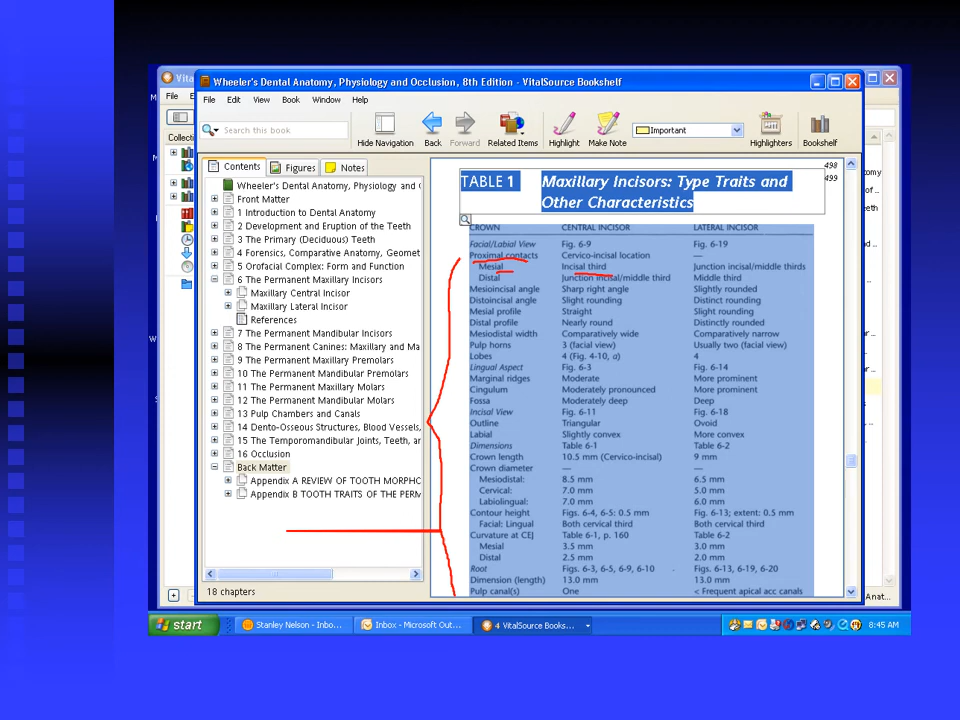 Vita
Wheeler's Dental Anatomy, Physiology and Occlusion, 8th Edition - VitalSource Bookshelf
File
File Edit View Book Window Help
Search this book
Hide Navigation Back Forward Related Items Highlight Make Note Important Highlighters Bookshelf
Collecti
Contents Figures Notes
Wheeler's Dental Anatomy, Physiology and
Front Matter
1 Introduction to Dental Anatomy
2 Development and Eruption of the Teeth
3 The Primary (Deciduous) Teeth
4 Forensics, Comparative Anatomy, Geomet
5 Orofacial Complex: Form and Function
6 The Permanent Maxillary Incisors
Maxillary Central Incisor
Maxillary Lateral Incisor
References
7 The Permanent Mandibular Incisors
8 The Permanent Canines: Maxillary and Ma
9 The Permanent Maxillary Premolars
10 The Permanent Mandibular Premolars
11 The Permanent Maxillary Molars
12 The Permanent Mandibular Molars
13 Pulp Chambers and Canals
14 Dento-Osseous Structures, Blood Vessels,
15 The Temporomandibular Joints, Teeth, ar
16 Occlusion
Back Matter
Appendix A REVIEW OF TOOTH MORPHO
Appendix B TOOTH TRAITS OF THE PERM
18 chapters
498
499
TABLE 1 Maxillary Incisors: Type Traits and
Other Characteristics
CROWN CENTRAL INCISOR LATERAL INCISOR
Facial/Labial View Fig. 6-9 Fig. 6-19
Proximal contacts Cervico-incisal location —
Mesial Incisal third Junction incisal/middle thirds
Distal Junction incisal/middle third Middle third
Mesioincisal angle Sharp right angle Slightly rounded
Distoincisal angle Slight rounding Distinct rounding
Mesial profile Straight Slight rounding
Distal profile Nearly round Distinctly rounded
Mesiodistal width Comparatively wide Comparatively narrow
Pulp horns 3 (facial view) Usually two (facial view)
Lobes 4 (Fig. 4-10, a) 4
Lingual Aspect Fig. 6-3 Fig. 6-14
Marginal ridges Moderate More prominent
Cingulum Moderately pronounced More prominent
Fossa Moderately deep Deep
Incisal View Fig. 6-11 Fig. 6-18
Outline Triangular Ovoid
Labial Slightly convex More convex
Dimensions Table 6-1 Table 6-2
Crown length 10.5 mm (Cervico-incisal) 9 mm
Crown diameter — —
Mesiodistal: 8.5 mm 6.5 mm
Cervical: 7.0 mm 5.0 mm
Labiolingual: 7.0 mm 6.0 mm
Contour height Figs. 6-4, 6-5: 0.5 mm Fig. 6-13; extent: 0.5 mm
Facial: Lingual Both cervical third Both cervical third
Curvature at CEJ Table 6-1, p. 160 Table 6-2
Mesial 3.5 mm 3.0 mm
Distal 2.5 mm 2.0 mm
Root Figs. 6-3, 6-5, 6-9, 6-10 Figs. 6-13, 6-19, 6-20
Dimension (length) 13.0 mm 13.0 mm
Pulp canal(s) One < Frequent apical acc canals
start Stanley Nelson - Inbo... Inbox - Microsoft Out... 4 VitalSource Books... 8:45 AM